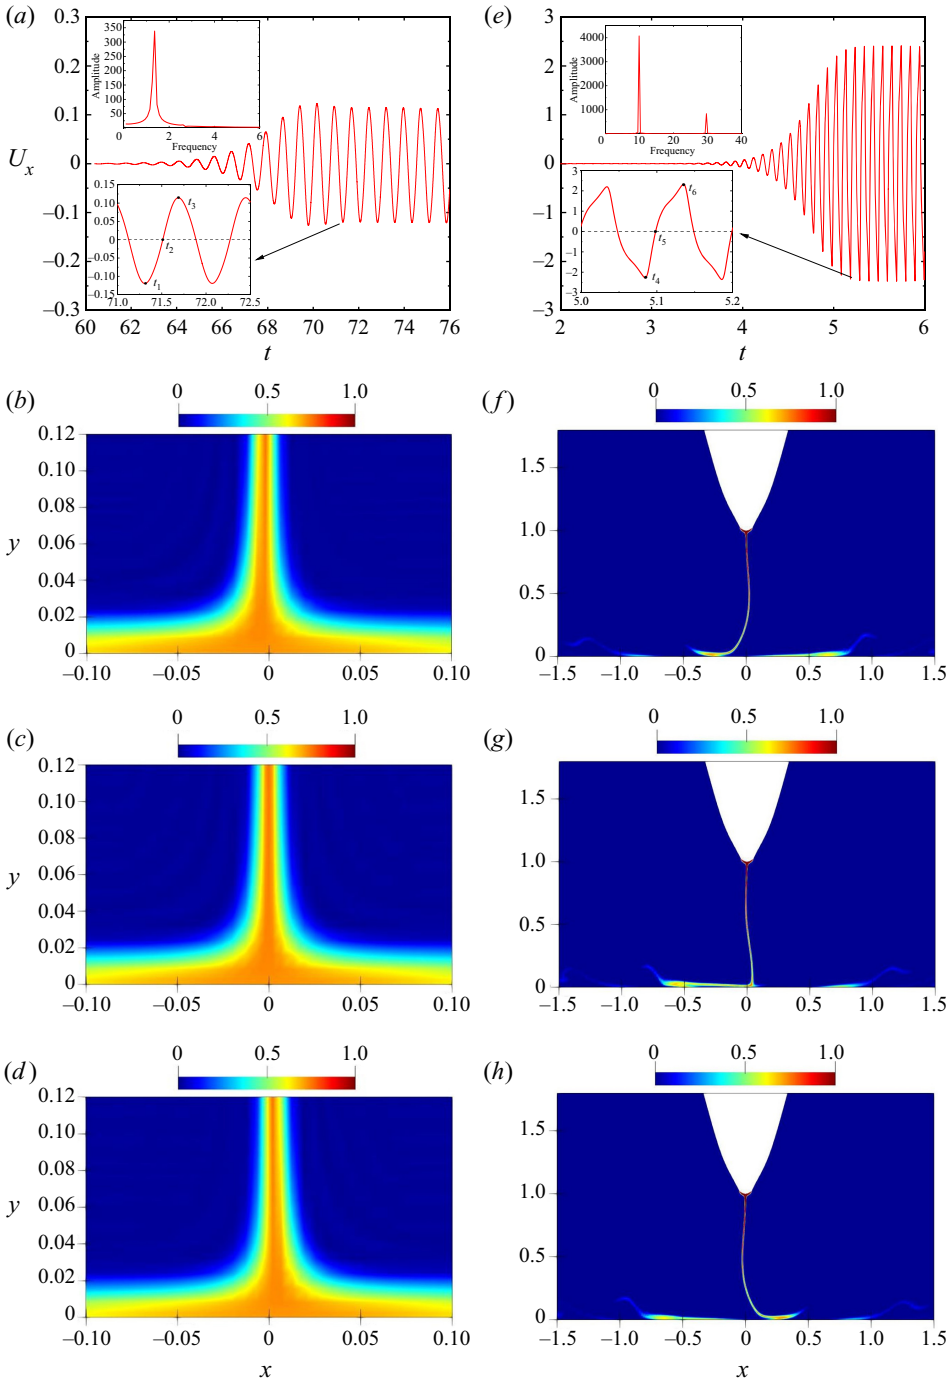 (a)
0.3
0.2
0.1
U_x 0
–0.1
–0.2
–0.3
60 62 64 66 68 70 72 74 76
t
Amplitude
350
300
250
200
150
100
50
0 2 4 6
Frequency
0.15
0.10
0.05
0
–0.05
–0.10
–0.15
71.0 71.5 72.0 72.5
t_1
t_2
t_3
(e)
3
2
1
0
–1
–2
–3
2 3 4 5 6
t
Amplitude
4000
3000
2000
1000
0 10 20 30 40
Frequency
3
2
1
0
–1
–2
–3
5.0 5.1 5.2
t_4
t_5
t_6
(b)
0 0.5 1.0
0.12
0.10
0.08
y
0.06
0.04
0.02
0
–0.10 –0.05 0 0.05 0.10
(f)
0 0.5 1.0
1.5
1.0
0.5
0
–1.5 –1.0 –0.5 0 0.5 1.0 1.5
(c)
0 0.5 1.0
0.12
0.10
0.08
y
0.06
0.04
0.02
0
–0.10 –0.05 0 0.05 0.10
(g)
0 0.5 1.0
1.5
1.0
0.5
0
–1.5 –1.0 –0.5 0 0.5 1.0 1.5
(d)
0 0.5 1.0
0.12
0.10
0.08
y
0.06
0.04
0.02
0
–0.10 –0.05 0 0.05 0.10
x
(h)
0 0.5 1.0
1.5
1.0
0.5
0
–1.5 –1.0 –0.5 0 0.5 1.0 1.5
x